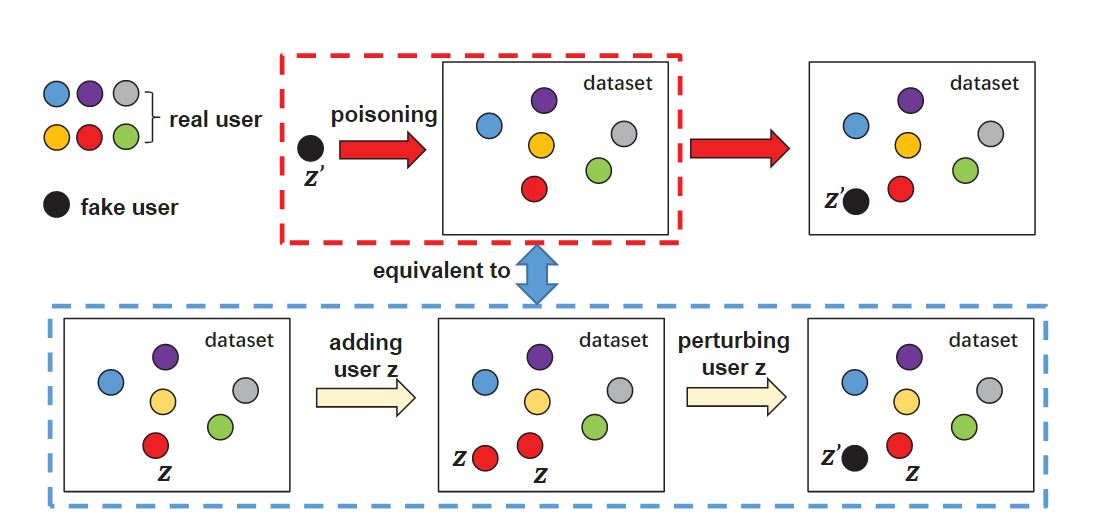 real user
fake user
poisoning
z’
dataset
dataset
z’
equivalent to
dataset
z
adding
user z
dataset
z
z
perturbing
user z
dataset
z’
z